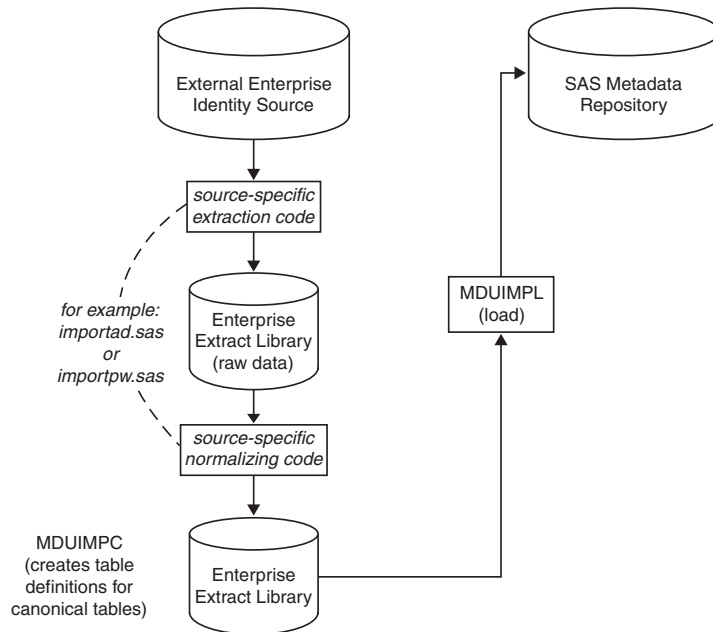 External Enterprise
Identity Source
SAS Metadata
Repository
source-specific
extraction code
for example:
importad.sas
or
importpw.sas
Enterprise
Extract Library
(raw data)
MDUIMPL
(load)
source-specific
normalizing code
MDUIMPC
(creates table
definitions for
canonical tables)
Enterprise
Extract Library